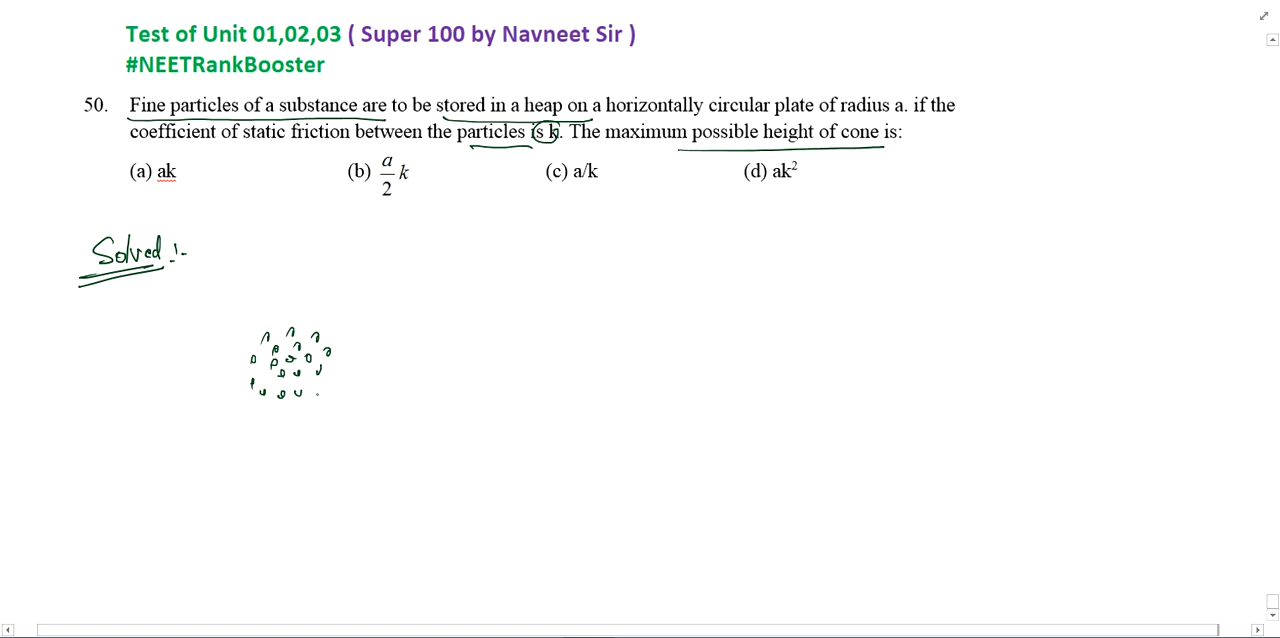 Test of Unit 01,02,03 ( Super 100 by Navneet Sir )
#NEETRankBooster
50. Fine particles of a substance are to be stored in a heap on a horizontally circular plate of radius a. if the
coefficient of static friction between the particles is k. The maximum possible height of cone is:
(a) ak (b) a/2 k (c) a/k (d) ak²
Solved :-